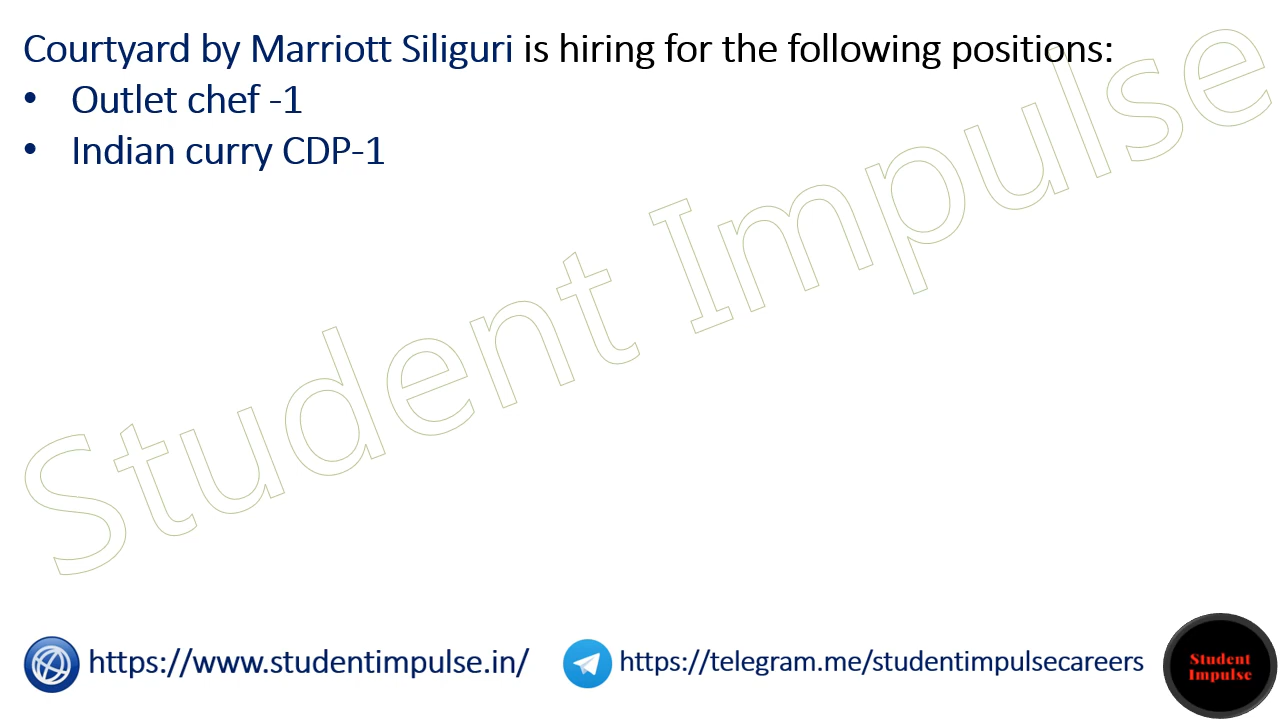 Courtyard by Marriott Siliguri is hiring for the following positions:
• Outlet chef -1
• Indian curry CDP-1
Student Impulse
https://www.studentimpulse.in/
https://telegram.me/studentimpulsecareers
Student
Impulse